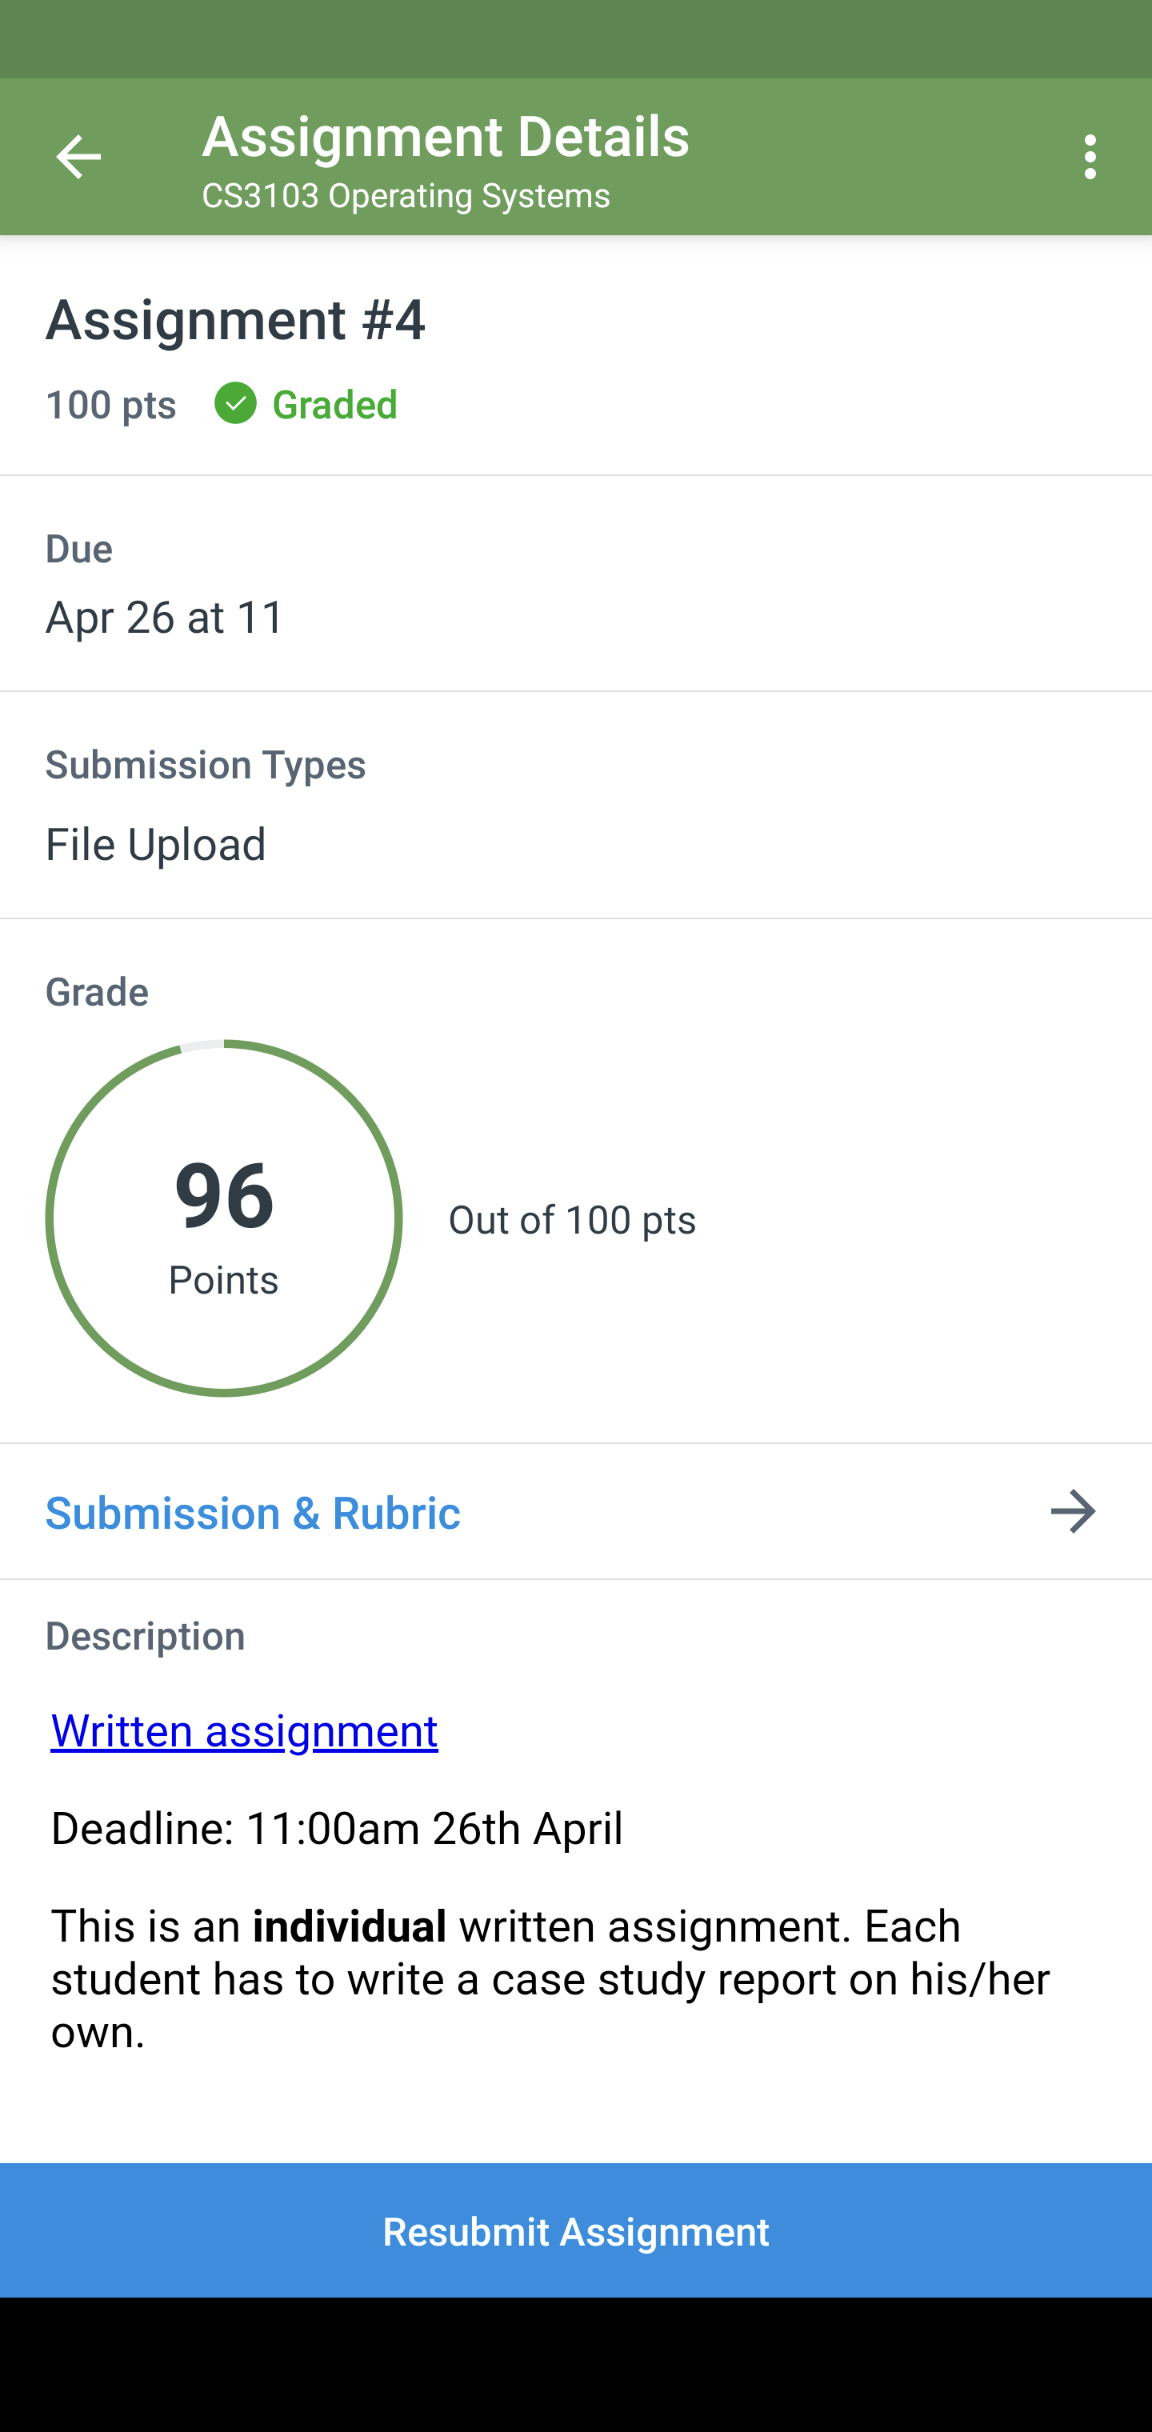 Assignment Details
CS3103 Operating Systems
Assignment #4
100 pts Graded
Due
Apr 26 at 11
Submission Types
File Upload
Grade
96
Points
Out of 100 pts
Submission & Rubric
Description
Written assignment
Deadline: 11:00am 26th April
This is an individual written assignment. Each
student has to write a case study report on his/her
own.
Resubmit Assignment